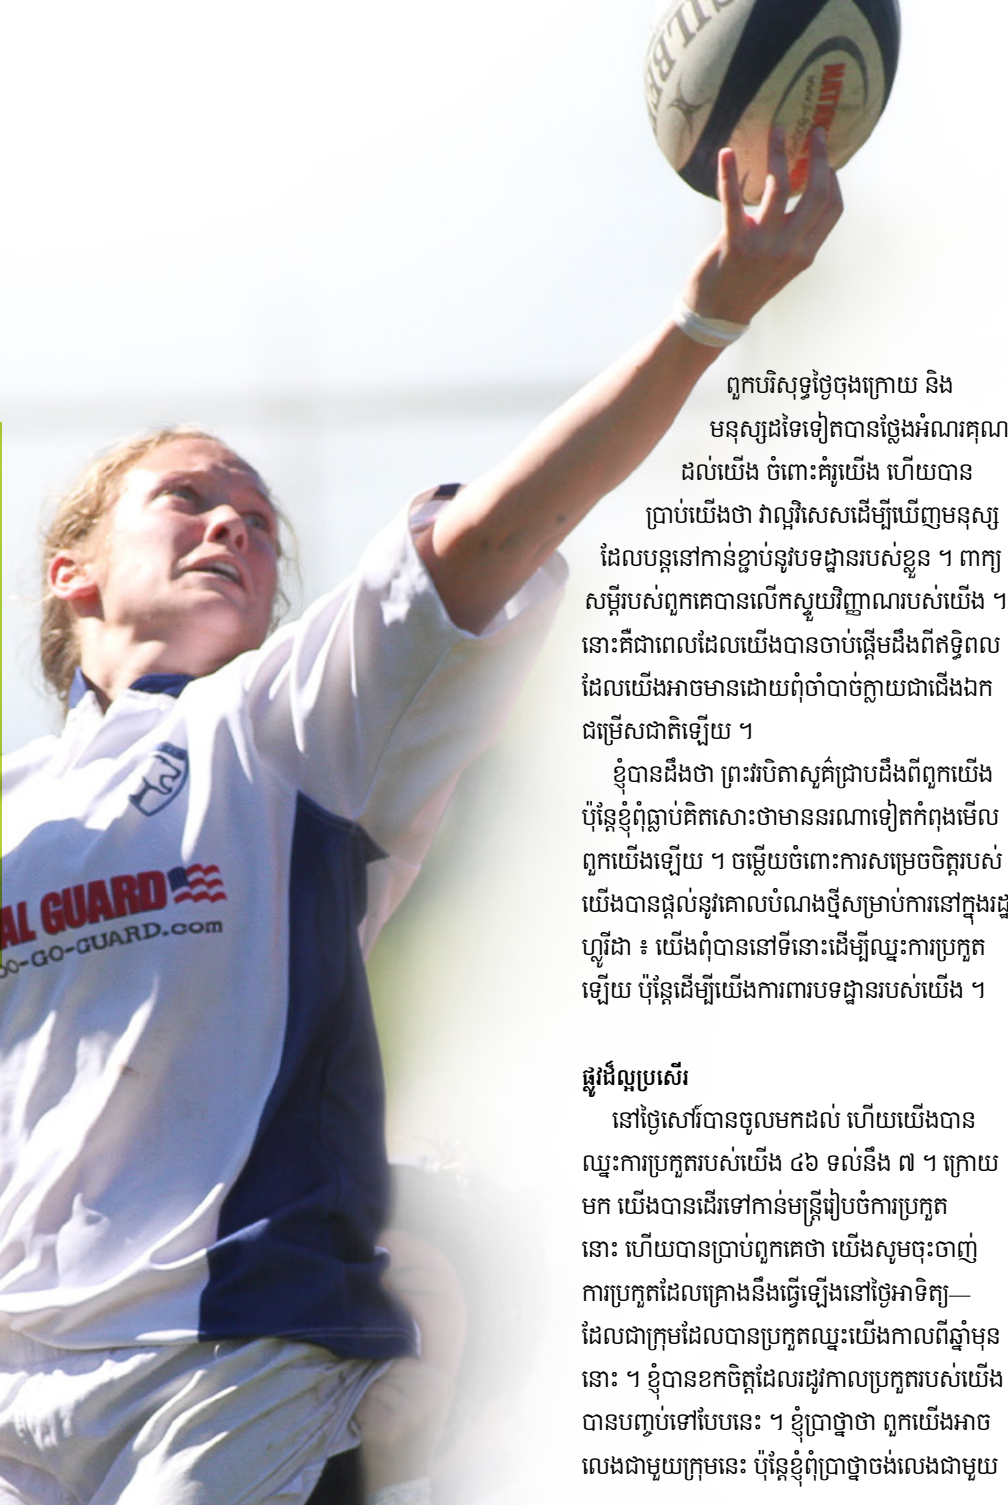 GILBE
NATIO
ពួកបរិសុទ្ធថ្ងៃចុងក្រោយ និង
មនុស្សដទៃទៀតបានថ្លែងអំណរគុណ
ដល់យើង ចំពោះគំរូយើង ហើយបាន
ប្រាប់យើងថា វាល្អវិសេសដើម្បីឃើញមនុស្ស
ដែលបន្តនៅកាន់ខ្ជាប់នូវបទដ្ឋានរបស់ខ្លួន ។ ពាក្យ
សម្ដីរបស់ពួកគេបានលើកស្ទួយវិញ្ញាណរបស់យើង ។
នោះគឺជាពេលដែលយើងបានចាប់ផ្ដើមដឹងពីឥទ្ធិពល
ដែលយើងអាចមានដោយពុំចាំបាច់ក្លាយជាជើងឯក
ជម្រើសជាតិឡើយ ។
ខ្ញុំបានដឹងថា ព្រះវរបិតាសួគ៌ជ្រាបដឹងពីពួកយើង
ប៉ុន្តែខ្ញុំពុំធ្លាប់គិតសោះថាមាននរណាទៀតកំពុងមើល
ពួកយើងឡើយ ។ ចម្លើយចំពោះការសម្រេចចិត្តរបស់
យើងបានផ្ដល់នូវគោលបំណងថ្មីសម្រាប់ការនៅក្នុងរដ្ឋ
ហ្លូរីដា ៖ យើងពុំបាននៅទីនោះដើម្បីឈ្នះការប្រកួត
ឡើយ ប៉ុន្តែដើម្បីយើងការពារបទដ្ឋានរបស់យើង ។
ផ្លូវដ៏ល្អប្រសើរ
នៅថ្ងៃសៅរ៍បានចូលមកដល់ ហើយយើងបាន
ឈ្នះការប្រកួតរបស់យើង ៤៦ ទល់នឹង ៧ ។ ក្រោយ
មក យើងបានដើរទៅកាន់មន្ត្រីរៀបចំការប្រកួត
នោះ ហើយបានប្រាប់ពួកគេថា យើងសូមចុះចាញ់
ការប្រកួតដែលគ្រោងនឹងធ្វើឡើងនៅថ្ងៃអាទិត្យ—
ដែលជាក្រុមដែលបានប្រកួតឈ្នះយើងកាលពីឆ្នាំមុន
នោះ ។ ខ្ញុំបានខកចិត្តដែលរដូវកាលប្រកួតរបស់យើង
បានបញ្ចប់ទៅបែបនេះ ។ ខ្ញុំប្រាថ្នាថា ពួកយើងអាច
លេងជាមួយក្រុមនេះ ប៉ុន្តែខ្ញុំពុំប្រាថ្នាចង់លេងជាមួយ
AL GUARD
00-GO-GUARD.com